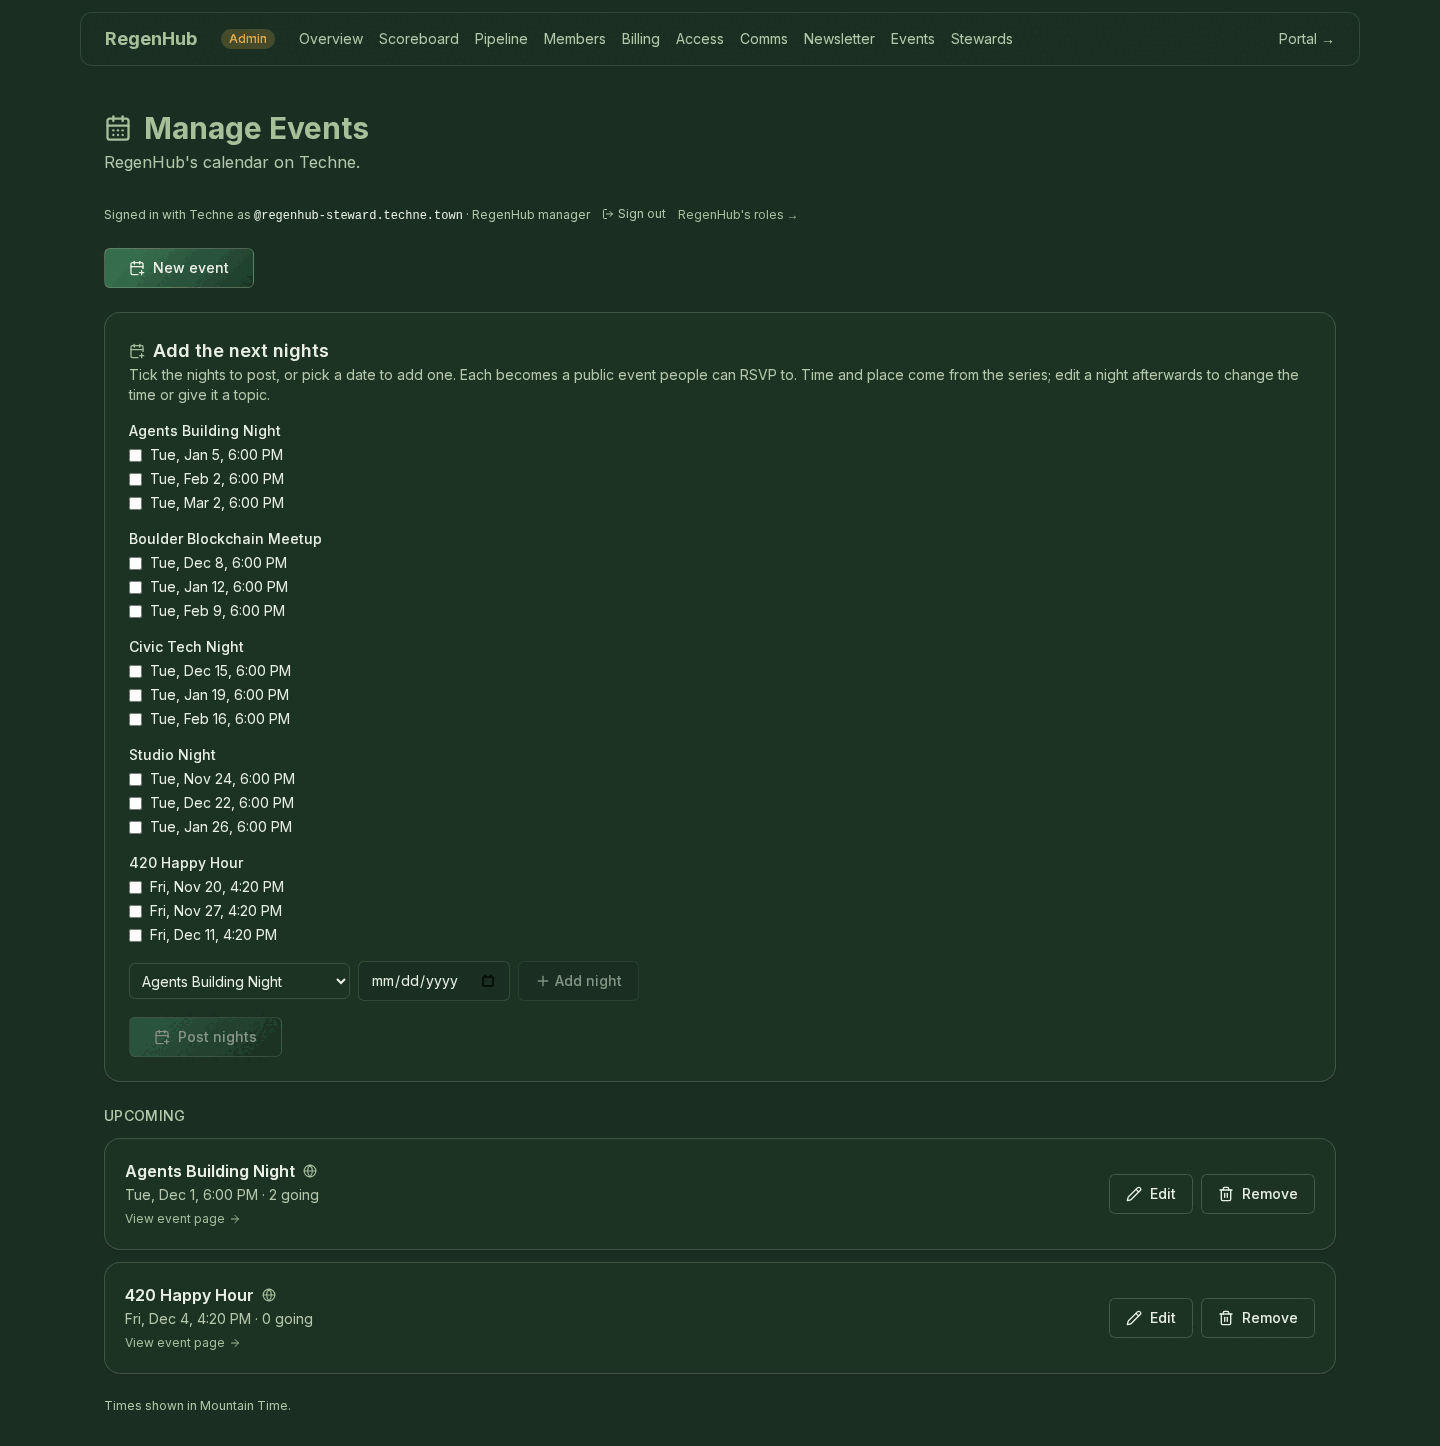 RegenHub Admin Overview Scoreboard Pipeline Members Billing Access Comms Newsletter Events Stewards Portal →
Manage Events
RegenHub's calendar on Techne.
Signed in with Techne as @regenhub-steward.techne.town · RegenHub manager Sign out RegenHub's roles →
New event
Add the next nights
Tick the nights to post, or pick a date to add one. Each becomes a public event people can RSVP to. Time and place come from the series; edit a night afterwards to change the
time or give it a topic.
Agents Building Night
Tue, Jan 5, 6:00 PM
Tue, Feb 2, 6:00 PM
Tue, Mar 2, 6:00 PM
Boulder Blockchain Meetup
Tue, Dec 8, 6:00 PM
Tue, Jan 12, 6:00 PM
Tue, Feb 9, 6:00 PM
Civic Tech Night
Tue, Dec 15, 6:00 PM
Tue, Jan 19, 6:00 PM
Tue, Feb 16, 6:00 PM
Studio Night
Tue, Nov 24, 6:00 PM
Tue, Dec 22, 6:00 PM
Tue, Jan 26, 6:00 PM
420 Happy Hour
Fri, Nov 20, 4:20 PM
Fri, Nov 27, 4:20 PM
Fri, Dec 11, 4:20 PM
Agents Building Night mm/dd/yyyy Add night
Post nights
UPCOMING
Agents Building Night
Tue, Dec 1, 6:00 PM · 2 going
View event page →
Edit Remove
420 Happy Hour
Fri, Dec 4, 4:20 PM · 0 going
View event page →
Edit Remove
Times shown in Mountain Time.